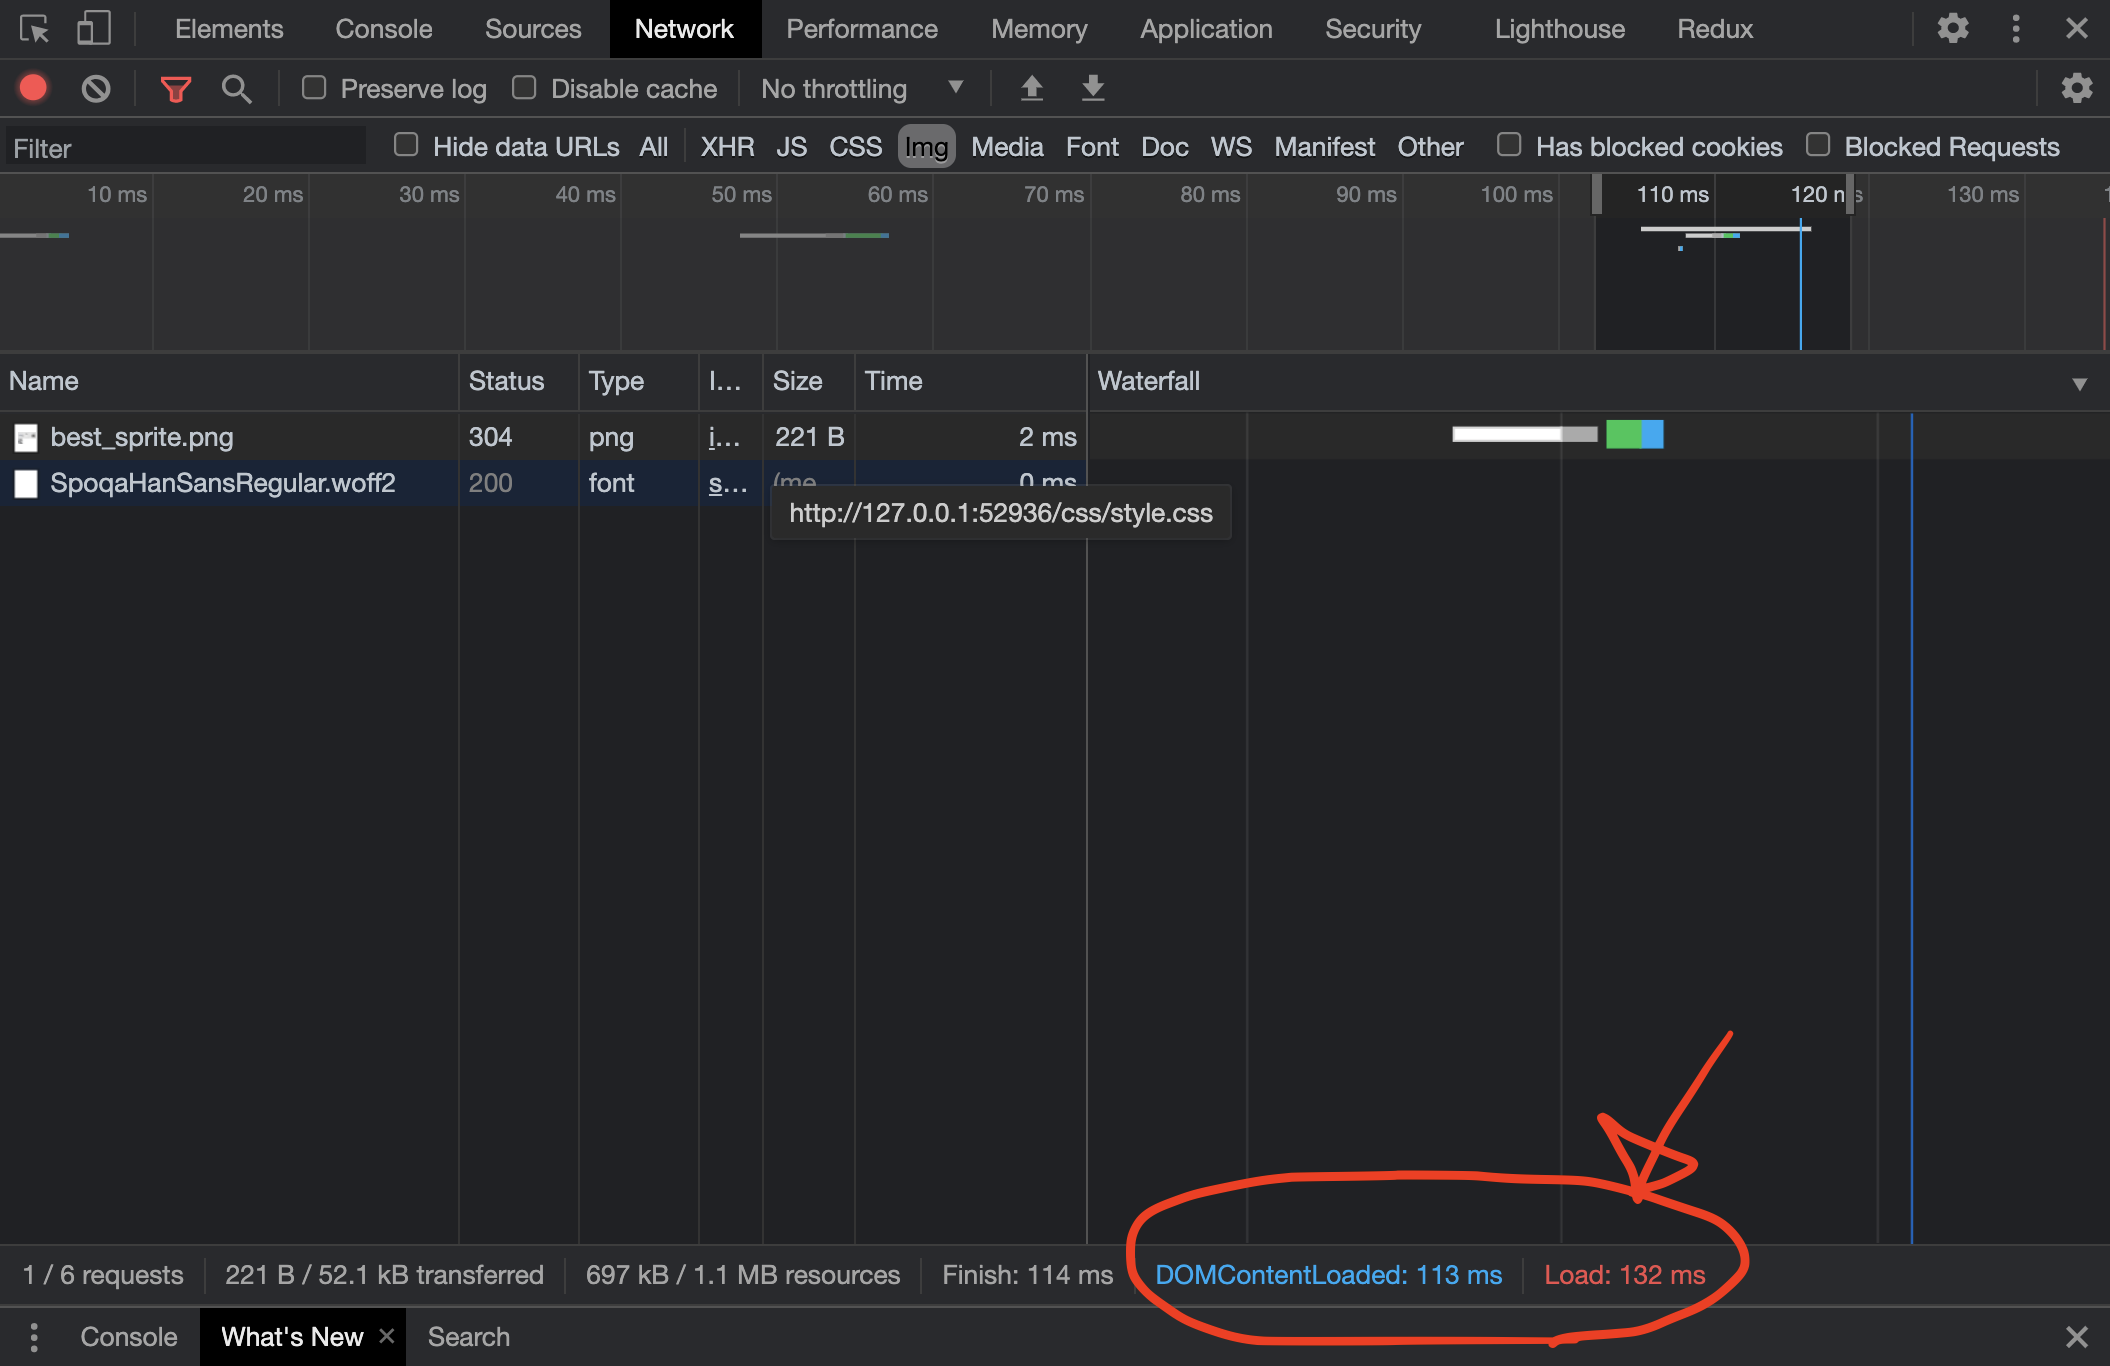 Elements Console Sources Network Performance Memory Application Security Lighthouse Redux
Preserve log Disable cache No throttling
Filter Hide data URLs All XHR JS CSS Img Media Font Doc WS Manifest Other Has blocked cookies Blocked Requests
10 ms 20 ms 30 ms 40 ms 50 ms 60 ms 70 ms 80 ms 90 ms 100 ms 110 ms 120 130 ms
Name Status Type I... Size Time Waterfall
best_sprite.png 304 png i... 221 B 2 ms
SpoqaHanSansRegular.woff2 200 font s... (me 0 ms
http://127.0.0.1:52936/css/style.css
1 / 6 requests 221 B / 52.1 kB transferred 697 kB / 1.1 MB resources Finish: 114 ms DOMContentLoaded: 113 ms Load: 132 ms
Console What's New Search